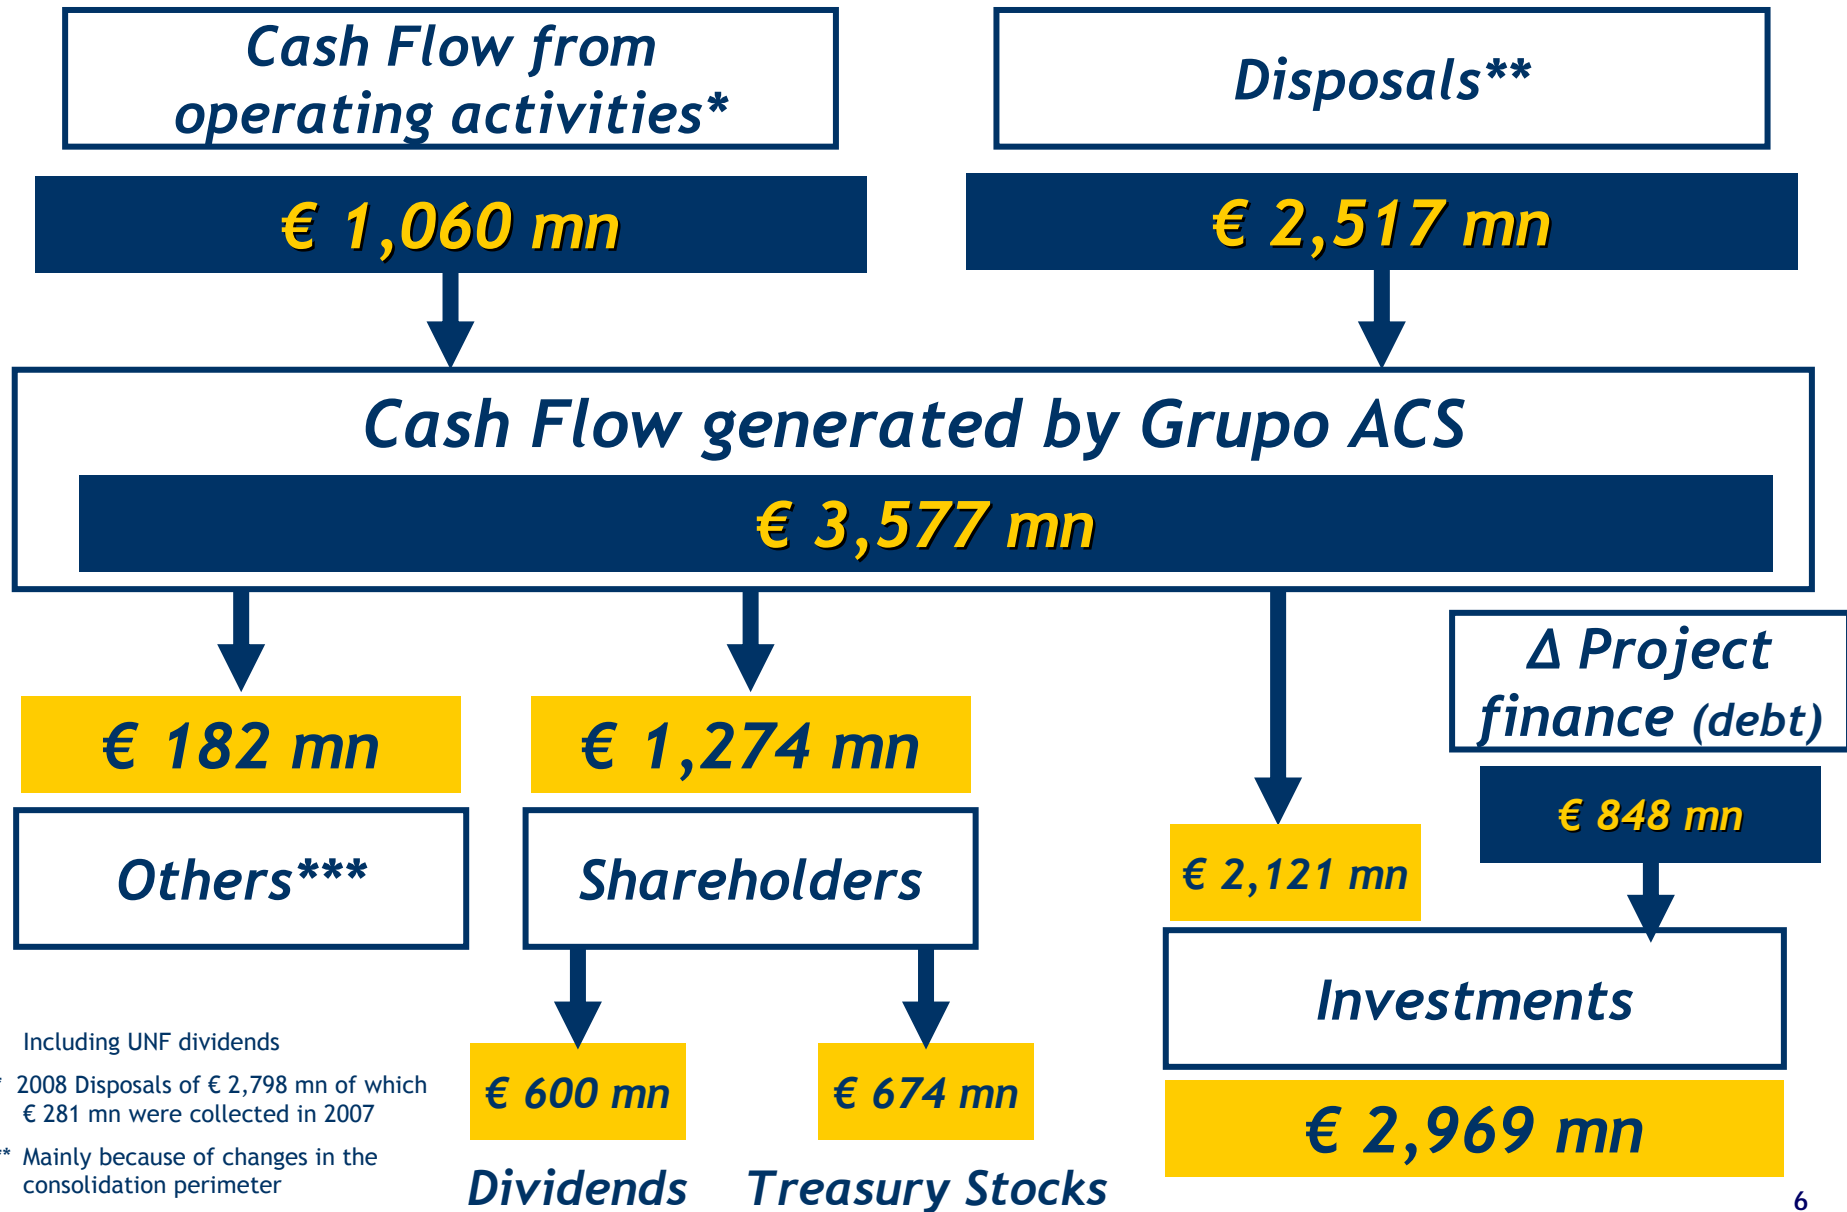 Cash Flow from
operating activities*
Disposals**
€ 1,060 mn
€ 2,517 mn
Cash Flow generated by Grupo ACS
€ 3,577 mn
Δ Project
finance (debt)
€ 182 mn
€ 1,274 mn
€ 848 mn
€ 2,121 mn
Others***
Shareholders
Investments
Including UNF dividends
* 2008 Disposals of € 2,798 mn of which
€ 281 mn were collected in 2007
** Mainly because of changes in the
consolidation perimeter
€ 600 mn
€ 674 mn
€ 2,969 mn
Dividends
Treasury Stocks
6